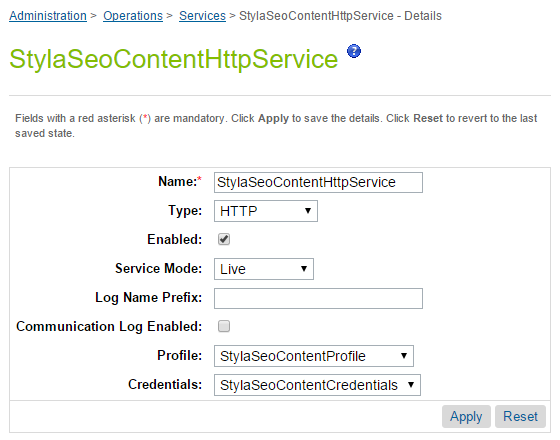 Administration > Operations > Services > StylaSeoContentHttpService - Details
StylaSeoContentHttpService ?
Fields with a red asterisk (*) are mandatory. Click Apply to save the details. Click Reset to revert to the last
saved state.
Name:* StylaSeoContentHttpService
Type: HTTP
Enabled:
Service Mode: Live
Log Name Prefix:
Communication Log Enabled:
Profile: StylaSeoContentProfile
Credentials: StylaSeoContentCredentials
Apply Reset